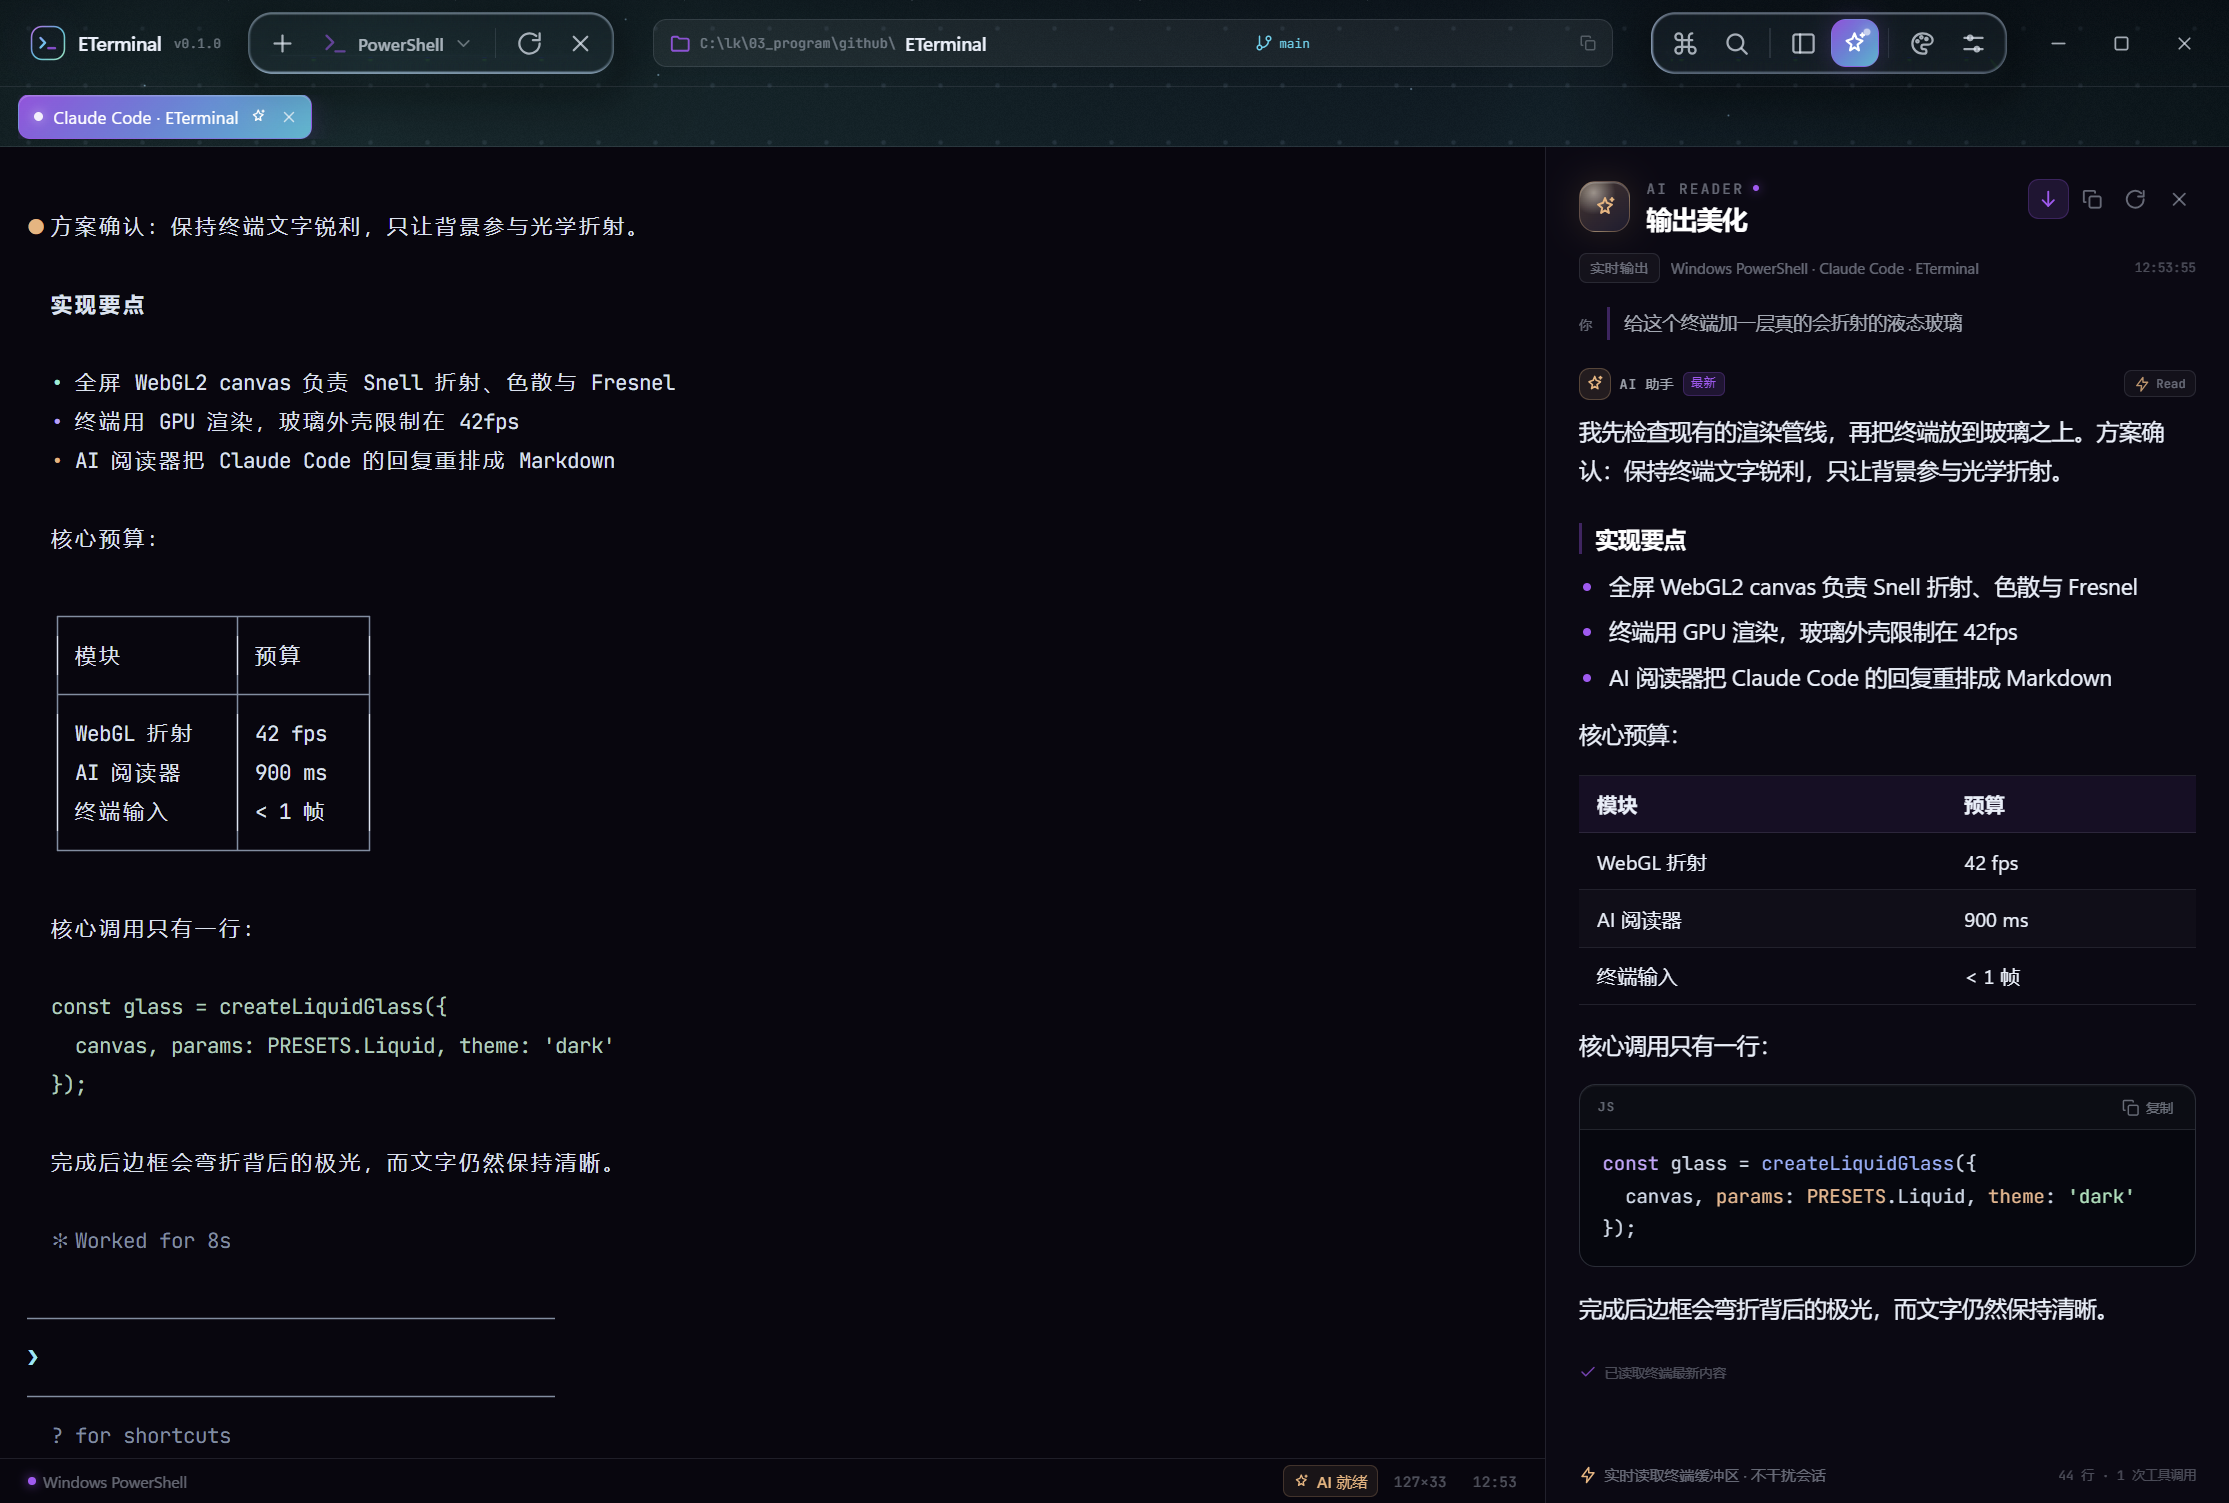 ETerminal v0.1.0
PowerShell
C:\lk\03_program\github\ ETerminal
main
Claude Code · ETerminal
方案确认：保持终端文字锐利，只让背景参与光学折射。
实现要点
• 全屏 WebGL2 canvas 负责 Snell 折射、色散与 Fresnel
• 终端用 GPU 渲染，玻璃外壳限制在 42fps
• AI 阅读器把 Claude Code 的回复重排成 Markdown
核心预算：
模块 预算
WebGL 折射 42 fps
AI 阅读器 900 ms
终端输入 < 1 帧
核心调用只有一行：
const glass = createLiquidGlass({
  canvas, params: PRESETS.Liquid, theme: 'dark'
});
完成后边框会弯折背后的极光，而文字仍然保持清晰。
✻ Worked for 8s
❯
? for shortcuts
Windows PowerShell
AI 就绪
127×33
12:53
AI READER
输出美化
实时输出 Windows PowerShell · Claude Code · ETerminal 12:53:55
你 给这个终端加一层真的会折射的液态玻璃
AI 助手 最新 Read
我先检查现有的渲染管线，再把终端放到玻璃之上。方案确
认：保持终端文字锐利，只让背景参与光学折射。
实现要点
• 全屏 WebGL2 canvas 负责 Snell 折射、色散与 Fresnel
• 终端用 GPU 渲染，玻璃外壳限制在 42fps
• AI 阅读器把 Claude Code 的回复重排成 Markdown
核心预算：
模块 预算
WebGL 折射 42 fps
AI 阅读器 900 ms
终端输入 < 1 帧
核心调用只有一行：
JS 复制
const glass = createLiquidGlass({
  canvas, params: PRESETS.Liquid, theme: 'dark'
});
完成后边框会弯折背后的极光，而文字仍然保持清晰。
已读取终端最新内容
实时读取终端缓冲区 · 不干扰会话 44 行 · 1 次工具调用